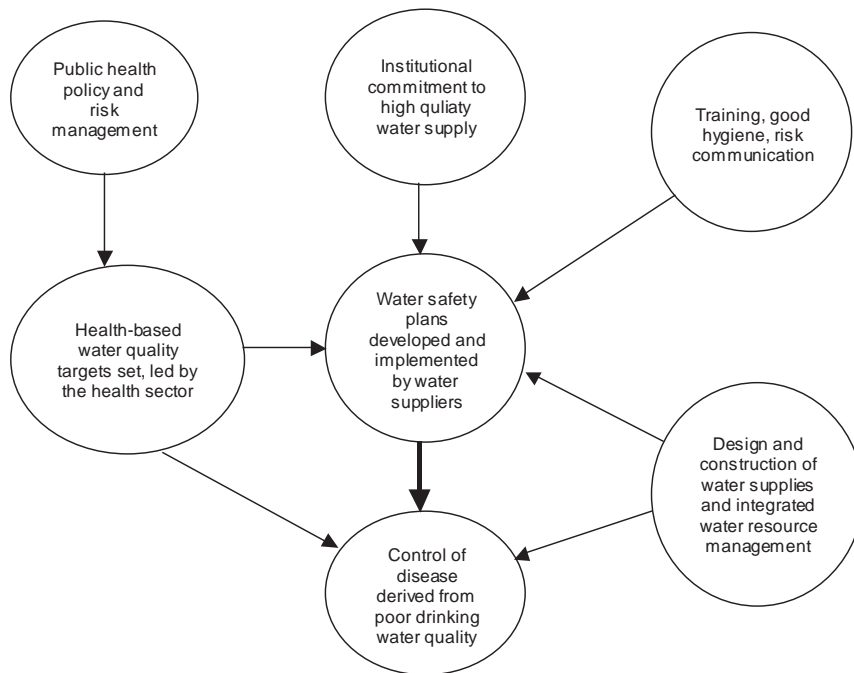 Public health
policy and
risk
management
Institutional
commitment to
high quliaty
water supply
Training, good
hygiene, risk
communication
Health-based
water quality
targets set, led by
the health sector
Water safety
plans
developed and
implemented
by water
suppliers
Design and
construction of
water supplies
and integrated
water resource
management
Control of
disease
derived from
poor drinking
water quality